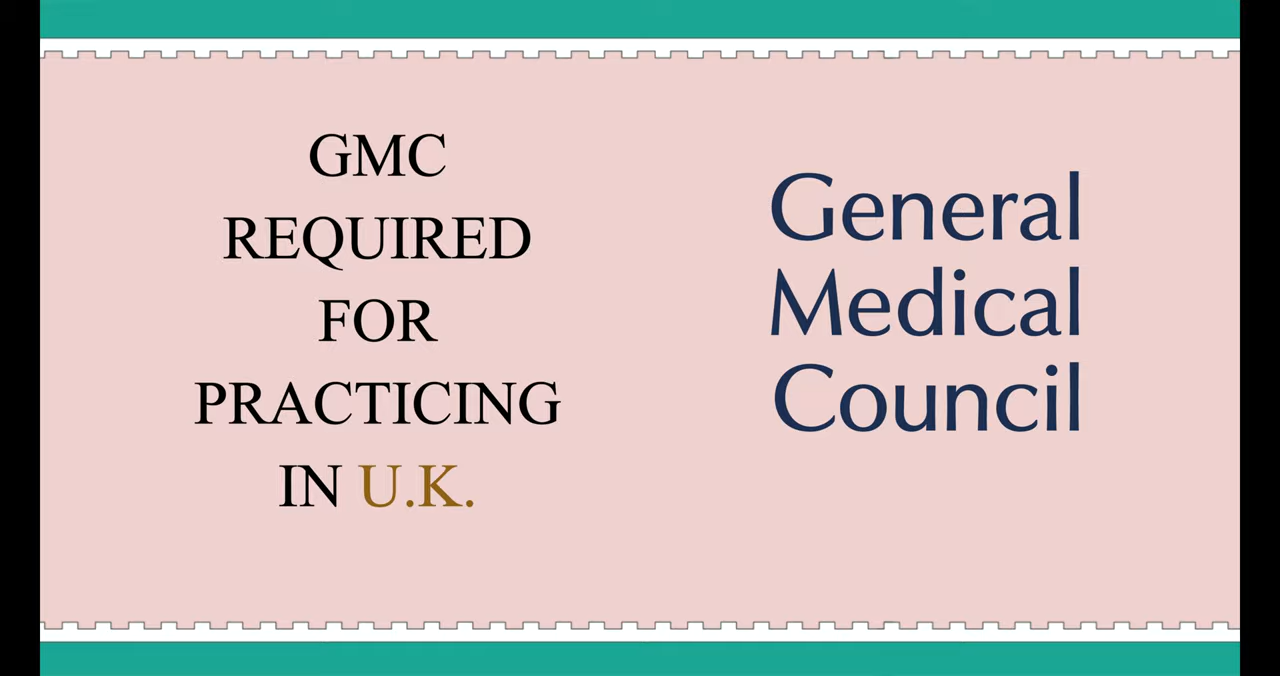 GMC
REQUIRED
FOR
PRACTICING
IN U.K.
General
Medical
Council